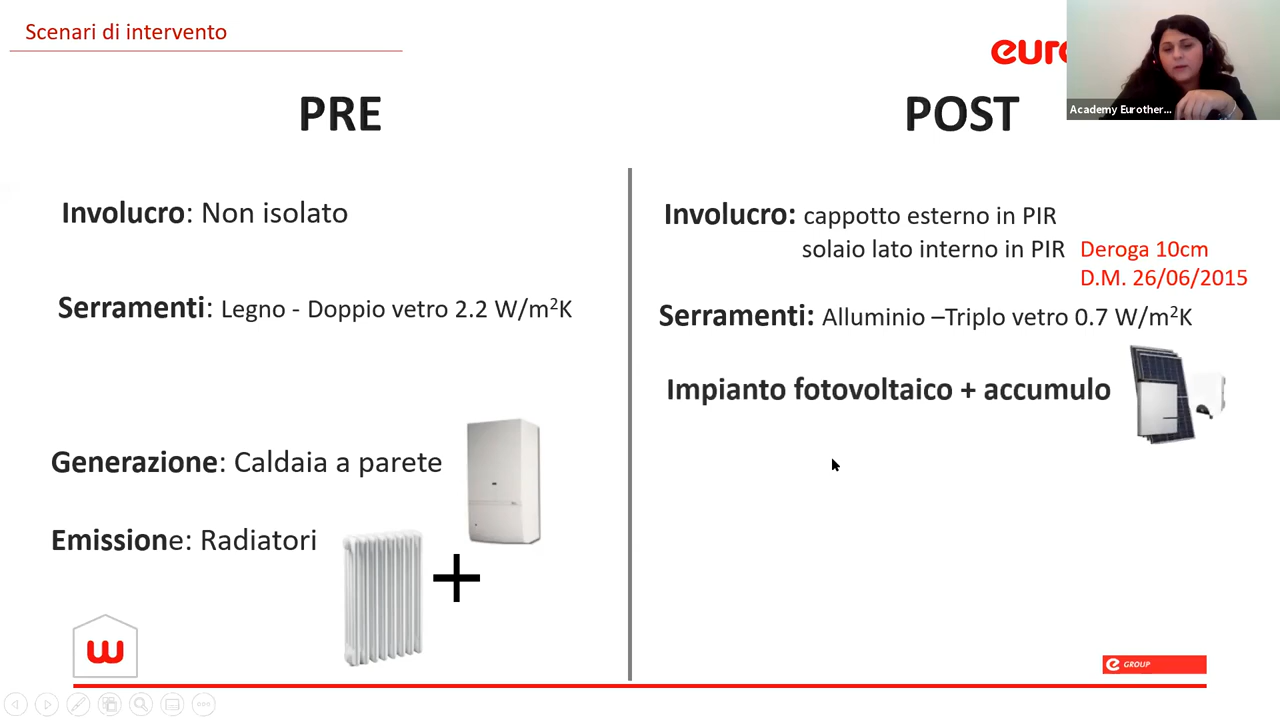 Scenari di intervento
euro
Academy Eurother...
PRE
POST
Involucro: Non isolato
Serramenti: Legno - Doppio vetro 2.2 W/m²K
Generazione: Caldaia a parete
Emissione: Radiatori
+
Involucro: cappotto esterno in PIR
solaio lato interno in PIR
Deroga 10cm
D.M. 26/06/2015
Serramenti: Alluminio –Triplo vetro 0.7 W/m²K
Impianto fotovoltaico + accumulo
w
e GROUP